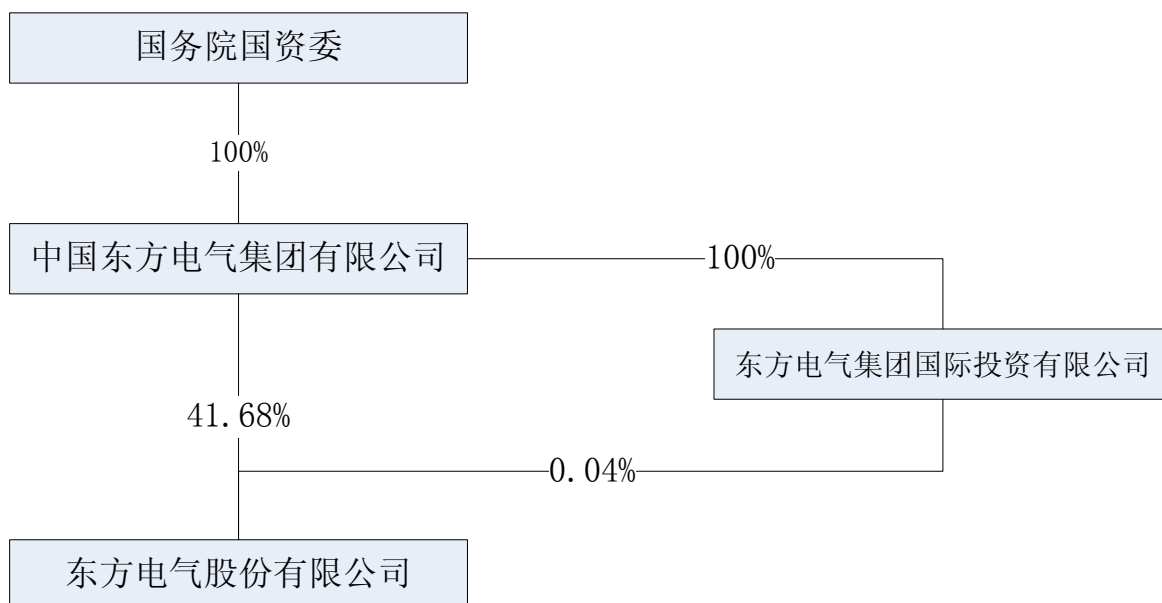 国务院国资委
100%
中国东方电气集团有限公司
100%
东方电气集团国际投资有限公司
41.68%
0.04%
东方电气股份有限公司